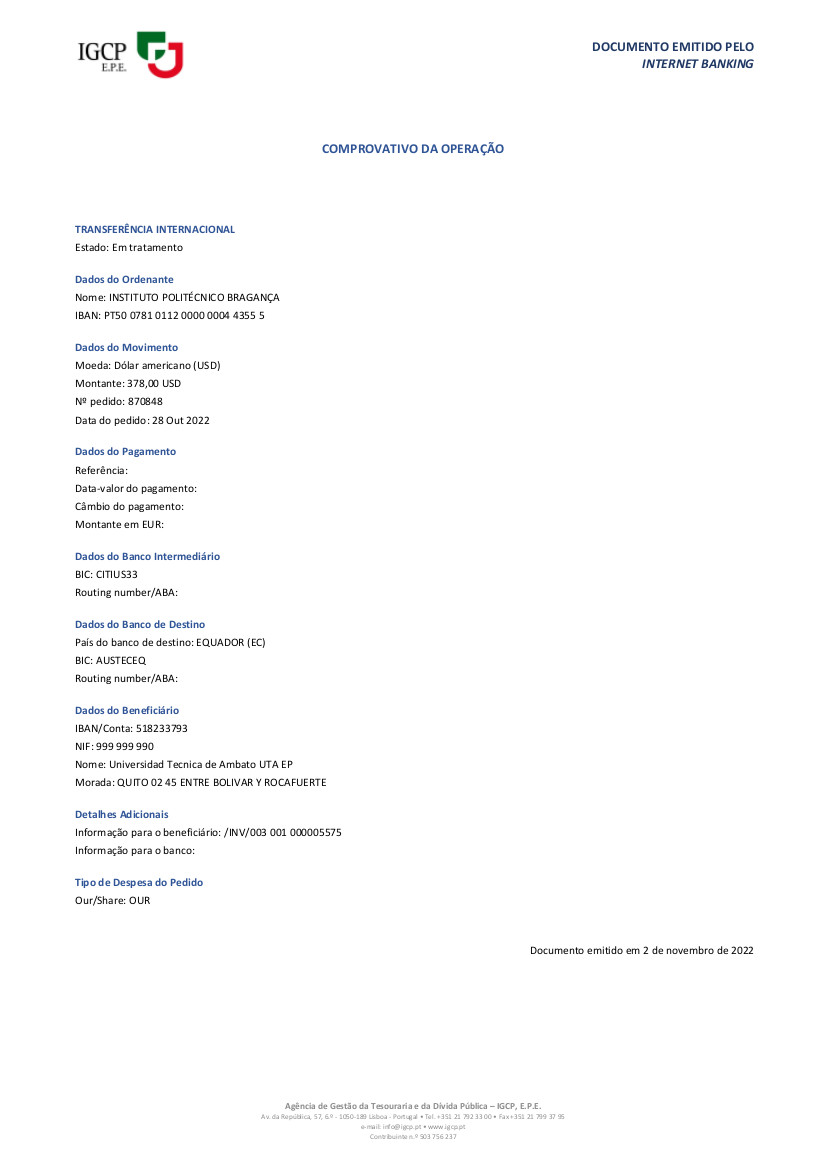 IGCP
E.P.E.
DOCUMENTO EMITIDO PELO
INTERNET BANKING
COMPROVATIVO DA OPERAÇÃO
TRANSFERÊNCIA INTERNACIONAL
Estado: Em tratamento
Dados do Ordenante
Nome: INSTITUTO POLITÉCNICO BRAGANÇA
IBAN: PT50 0781 0112 0000 0004 4355 5
Dados do Movimento
Moeda: Dólar americano (USD)
Montante: 378,00 USD
Nº pedido: 870848
Data do pedido: 28 Out 2022
Dados do Pagamento
Referência:
Data-valor do pagamento:
Câmbio do pagamento:
Montante em EUR:
Dados do Banco Intermediário
BIC: CITIUS33
Routing number/ABA:
Dados do Banco de Destino
País do banco de destino: EQUADOR (EC)
BIC: AUSTECEQ
Routing number/ABA:
Dados do Beneficiário
IBAN/Conta: 518233793
NIF: 999 999 990
Nome: Universidad Tecnica de Ambato UTA EP
Morada: QUITO 02 45 ENTRE BOLIVAR Y ROCAFUERTE
Detalhes Adicionais
Informação para o beneficiário: /INV/003 001 000005575
Informação para o banco:
Tipo de Despesa do Pedido
Our/Share: OUR
Documento emitido em 2 de novembro de 2022
Agência de Gestão da Tesouraria e da Dívida Pública – IGCP, E.P.E.
Av. da República, 57, 6.º - 1050-189 Lisboa - Portugal • Tel. +351 21 792 33 00 • Fax +351 21 799 37 95
e-mail: info@igcp.pt • www.igcp.pt
Contribuinte n.º 503 756 237